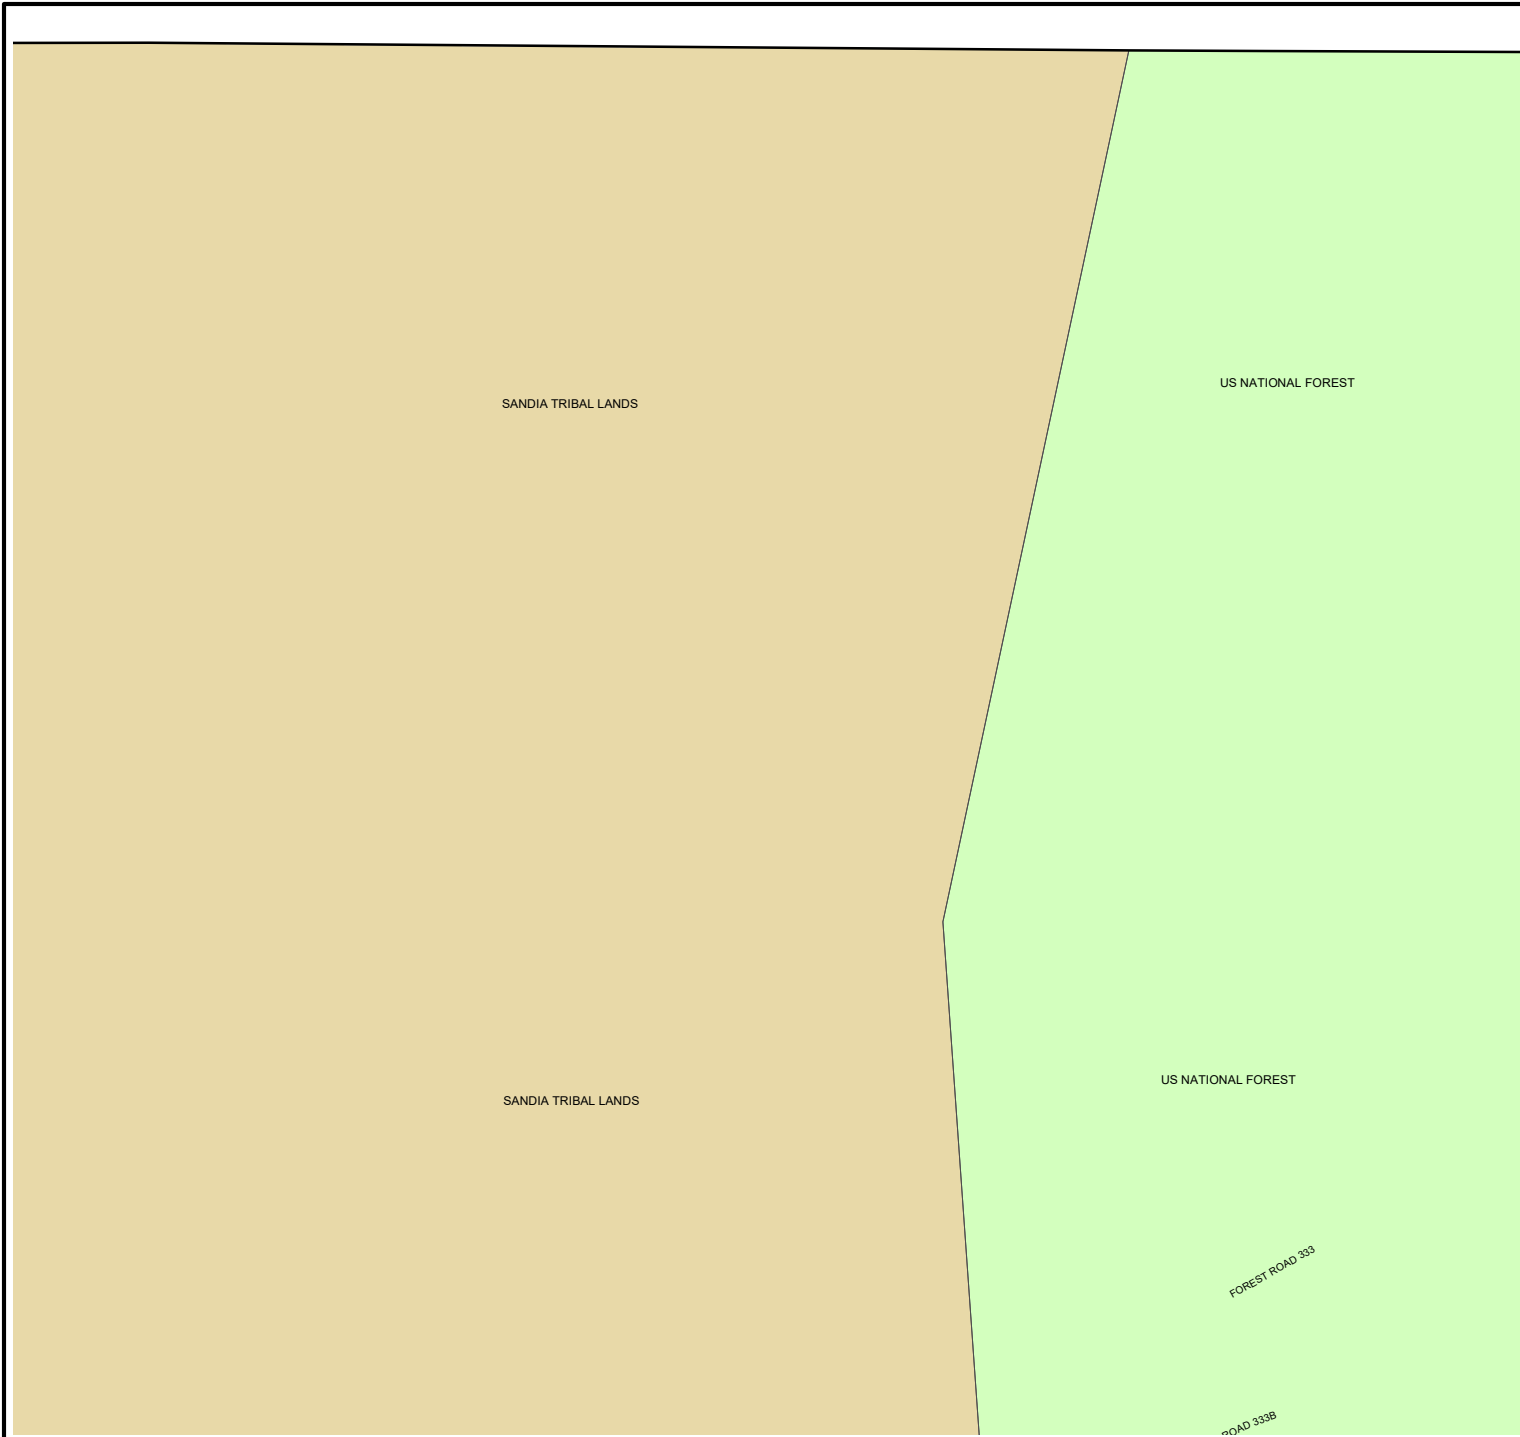 US NATIONAL FOREST
SANDIA TRIBAL LANDS
US NATIONAL FOREST
SANDIA TRIBAL LANDS
FOREST ROAD 333
ROAD 333B